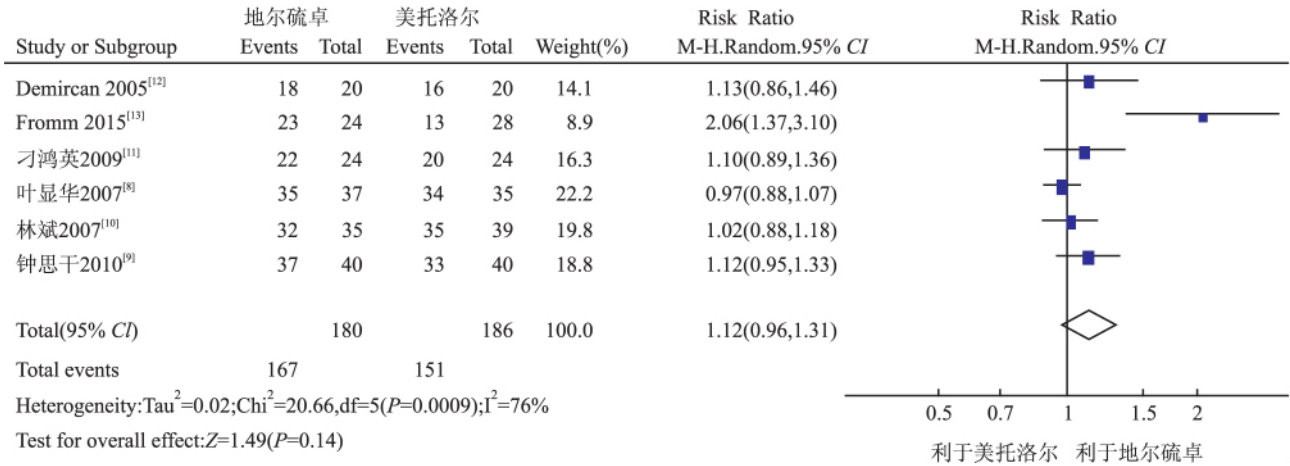 地尔硫卓 美托洛尔 Risk Ratio Risk Ratio
Study or Subgroup Events Total Events Total Weight(%) M-H.Random.95% CI M-H.Random.95% CI
Demircan 2005[12] 18 20 16 20 14.1 1.13(0.86,1.46)
Fromm 2015[13] 23 24 13 28 8.9 2.06(1.37,3.10)
刁鸿英2009[11] 22 24 20 24 16.3 1.10(0.89,1.36)
叶显华2007[8] 35 37 34 35 22.2 0.97(0.88,1.07)
林斌2007[10] 32 35 35 39 19.8 1.02(0.88,1.18)
钟思干2010[9] 37 40 33 40 18.8 1.12(0.95,1.33)
Total(95% CI) 180 186 100.0 1.12(0.96,1.31)
Total events 167 151
Heterogeneity:Tau²=0.02;Chi²=20.66,df=5(P=0.0009);I²=76%
Test for overall effect:Z=1.49(P=0.14)
0.5 0.7 1 1.5 2
利于美托洛尔 利于地尔硫卓